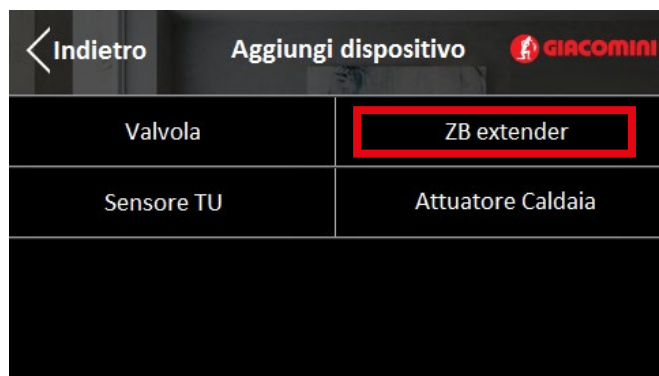 Indietro Aggiungi dispositivo GIACOMINI
Valvola ZB extender
Sensore TU Attuatore Caldaia